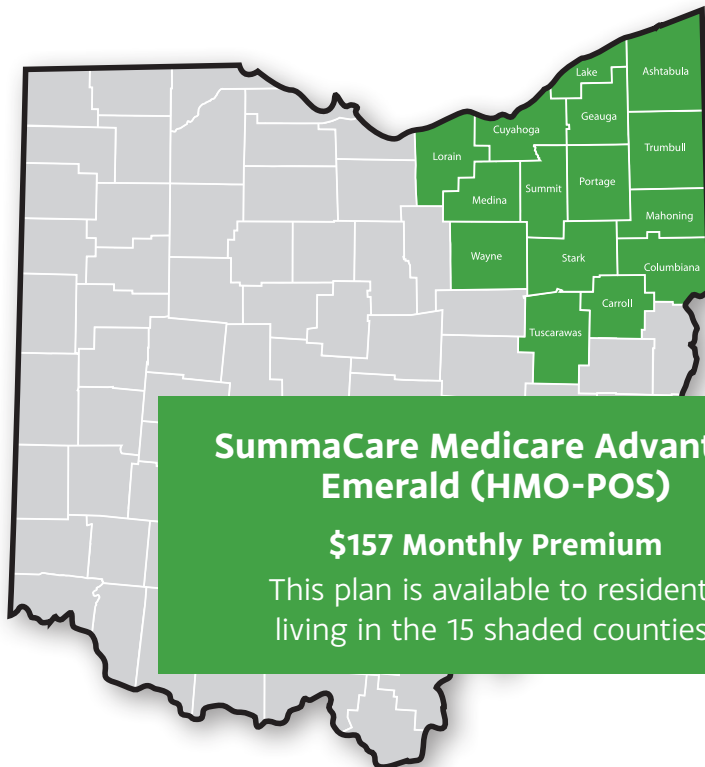 Lake
Ashtabula
Geauga
Cuyahoga
Trumbull
Lorain
Portage
Summit
Medina
Mahoning
Wayne
Stark
Columbiana
Carroll
Tuscarawas
SummaCare Medicare Advant
Emerald (HMO-POS)
$157 Monthly Premium
This plan is available to resident
living in the 15 shaded counties